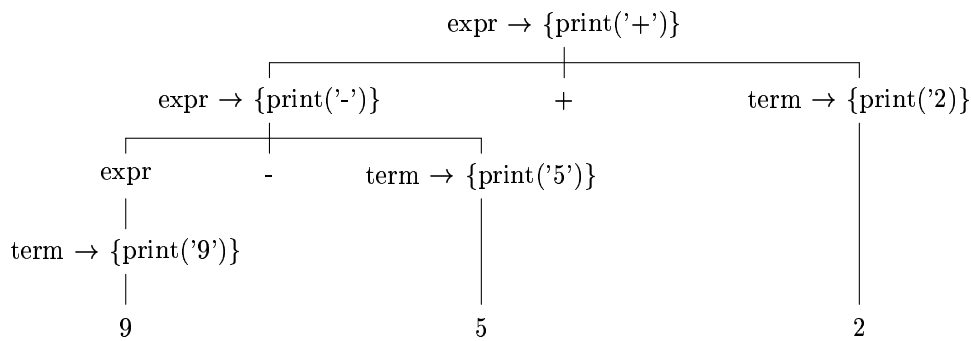 expr → {print('+')}
expr → {print('-')} + term → {print('2)}
expr - term → {print('5')}
term → {print('9')}
9 5 2